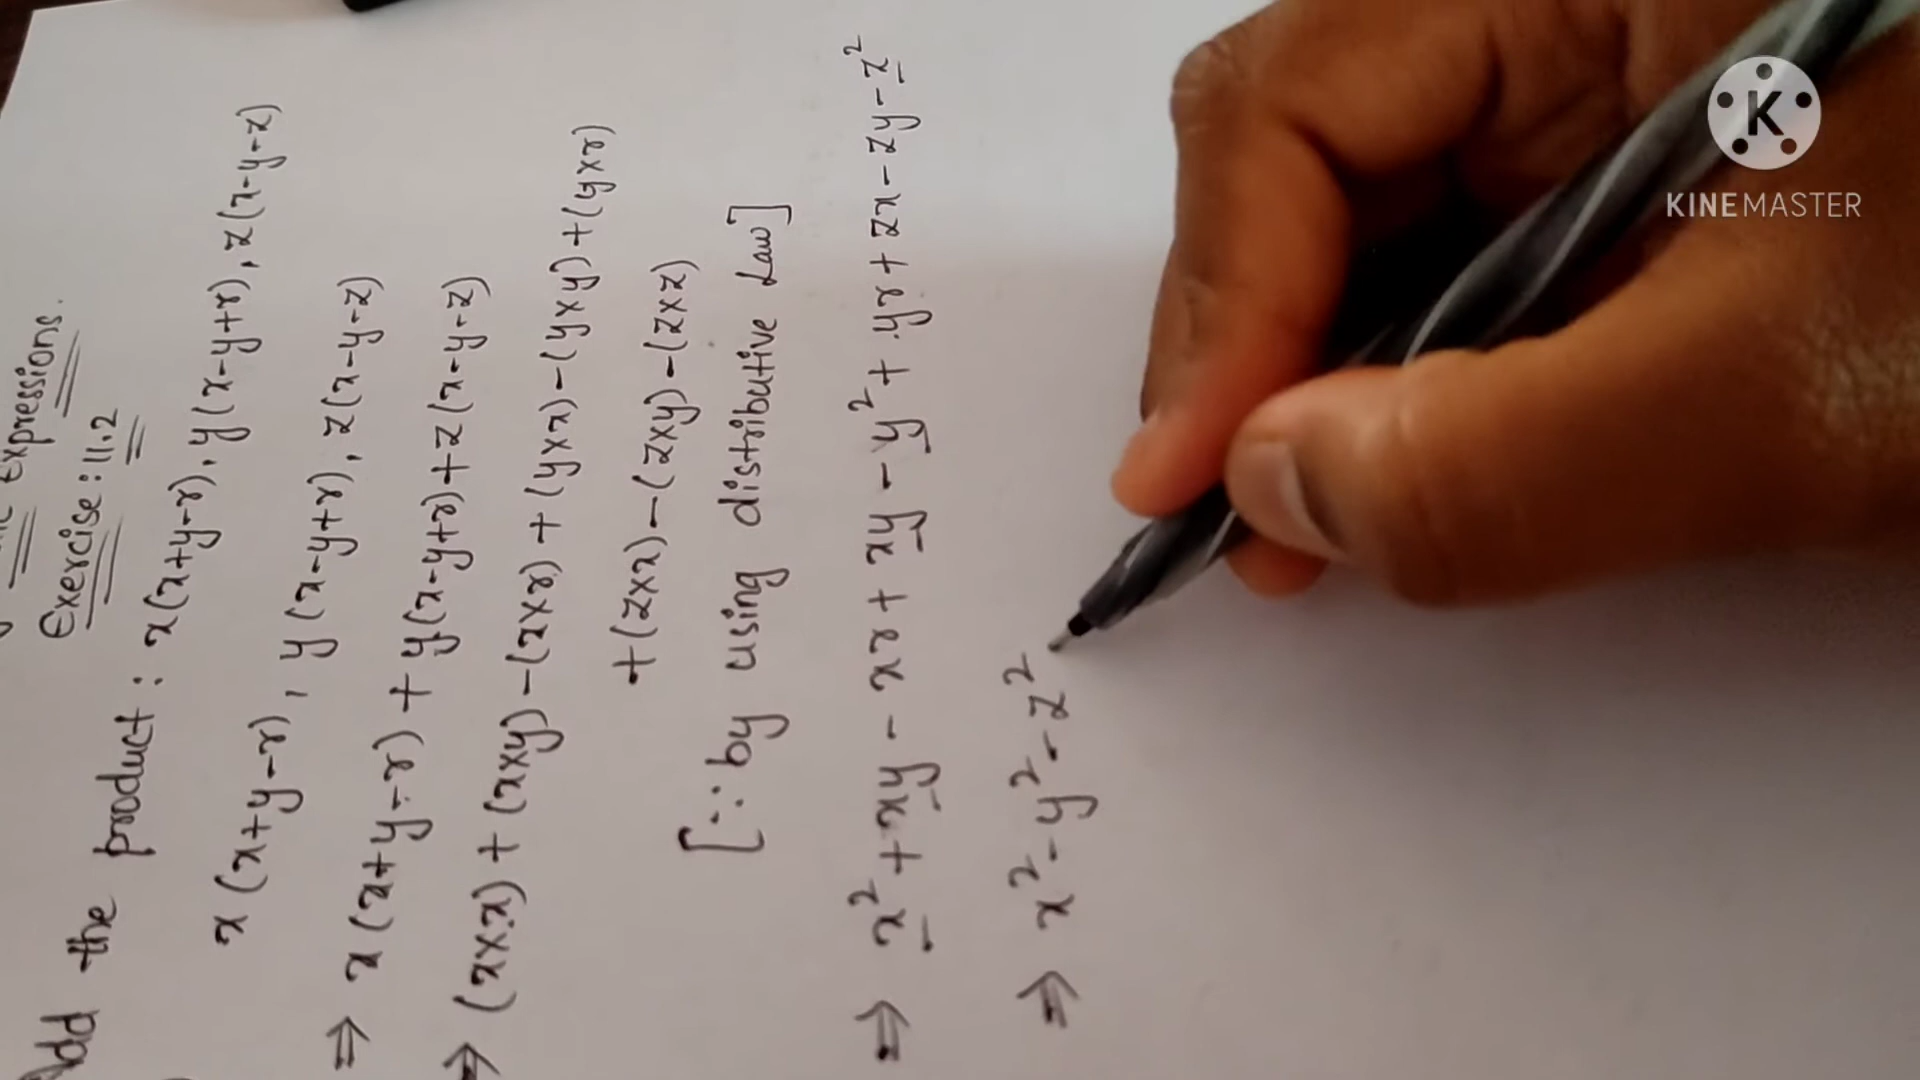 Expressions.
Exercise : 11.2
Add the product : x(x+y-r), y(x-y+r), z(x-y-z)
x(x+y-r), y(x-y+r), z(x-y-z)
⇒ x(x+y-r) + y(x-y+r) + z(x-y-z)
⇒ (x×x) + (x×y) - (x×r) + (y×x) - (y×y) + (y×r)
+ (z×x) - (z×y) - (z×z)
[∵ by using distributive Law]
⇒ x² + xy - xr + xy - y² + yr + zx - zy - z²
⇒ x² - y² - z²
KINEMASTER